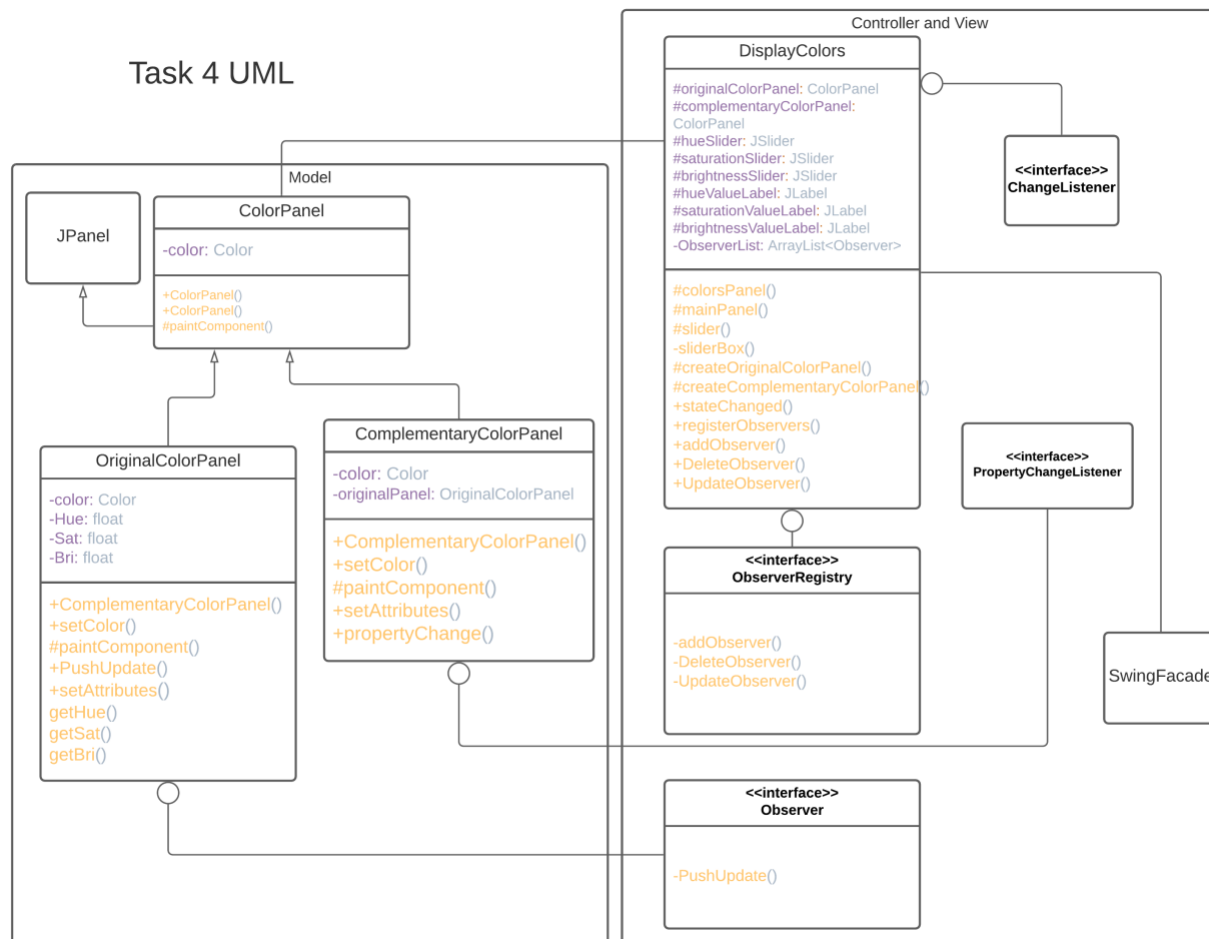 Task 4 UML
Model
JPanel
ColorPanel
-color: Color
+ColorPanel()
+ColorPanel()
#paintComponent()
OriginalColorPanel
-color: Color
-Hue: float
-Sat: float
-Bri: float
+ComplementaryColorPanel()
+setColor()
#paintComponent()
+PushUpdate()
+setAttributes()
getHue()
getSat()
getBri()
ComplementaryColorPanel
-color: Color
-originalPanel: OriginalColorPanel
+ComplementaryColorPanel()
+setColor()
#paintComponent()
+setAttributes()
+propertyChange()
Controller and View
DisplayColors
#originalColorPanel: ColorPanel
#complementaryColorPanel:
ColorPanel
#hueSlider: JSlider
#saturationSlider: JSlider
#brightnessSlider: JSlider
#hueValueLabel: JLabel
#saturationValueLabel: JLabel
#brightnessValueLabel: JLabel
-ObserverList: ArrayList<Observer>
#colorsPanel()
#mainPanel()
#slider()
-sliderBox()
#createOriginalColorPanel()
#createComplementaryColorPanel()
+stateChanged()
+registerObservers()
+addObserver()
+DeleteObserver()
+UpdateObserver()
<<interface>>
ChangeListener
<<interface>>
PropertyChangeListener
<<interface>>
ObserverRegistry
-addObserver()
-DeleteObserver()
-UpdateObserver()
SwingFacade
<<interface>>
Observer
-PushUpdate()